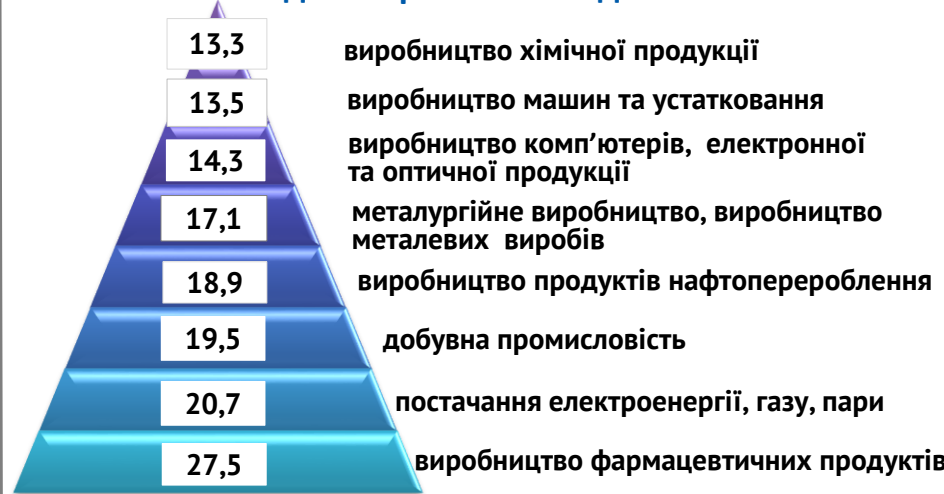 13,3 виробництво хімічної продукції
13,5 виробництво машин та устатковання
14,3 виробництво комп’ютерів, електронної
та оптичної продукції
17,1 металургійне виробництво, виробництво
металевих виробів
18,9 виробництво продуктів нафтоперероблення
19,5 добувна промисловість
20,7 постачання електроенергії, газу, пари
27,5 виробництво фармацевтичних продуктів